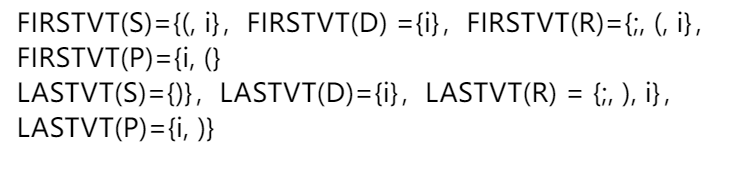 FIRSTVT(S)={(, i}, FIRSTVT(D) ={i}, FIRSTVT(R)={;, (, i},
FIRSTVT(P)={i, (}
LASTVT(S)={)}, LASTVT(D)={i}, LASTVT(R) = {;, ), i},
LASTVT(P)={i, )}